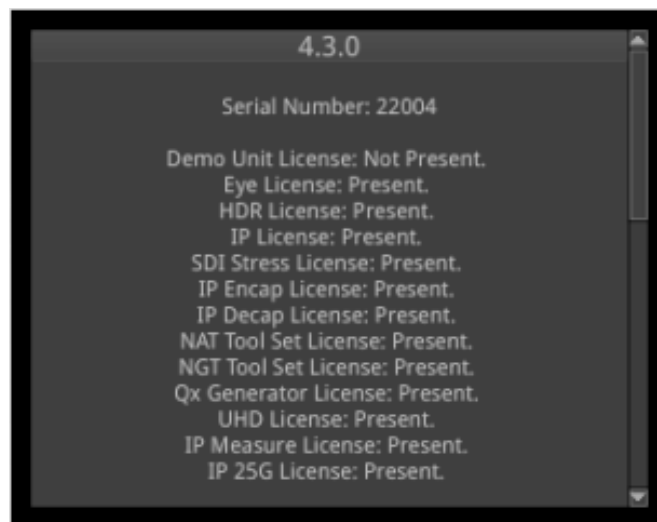 4.3.0
Serial Number: 22004
Demo Unit License: Not Present.
Eye License: Present.
HDR License: Present.
IP License: Present.
SDI Stress License: Present.
IP Encap License: Present.
IP Decap License: Present.
NAT Tool Set License: Present.
NGT Tool Set License: Present.
Qx Generator License: Present.
UHD License: Present.
IP Measure License: Present.
IP 25G License: Present.